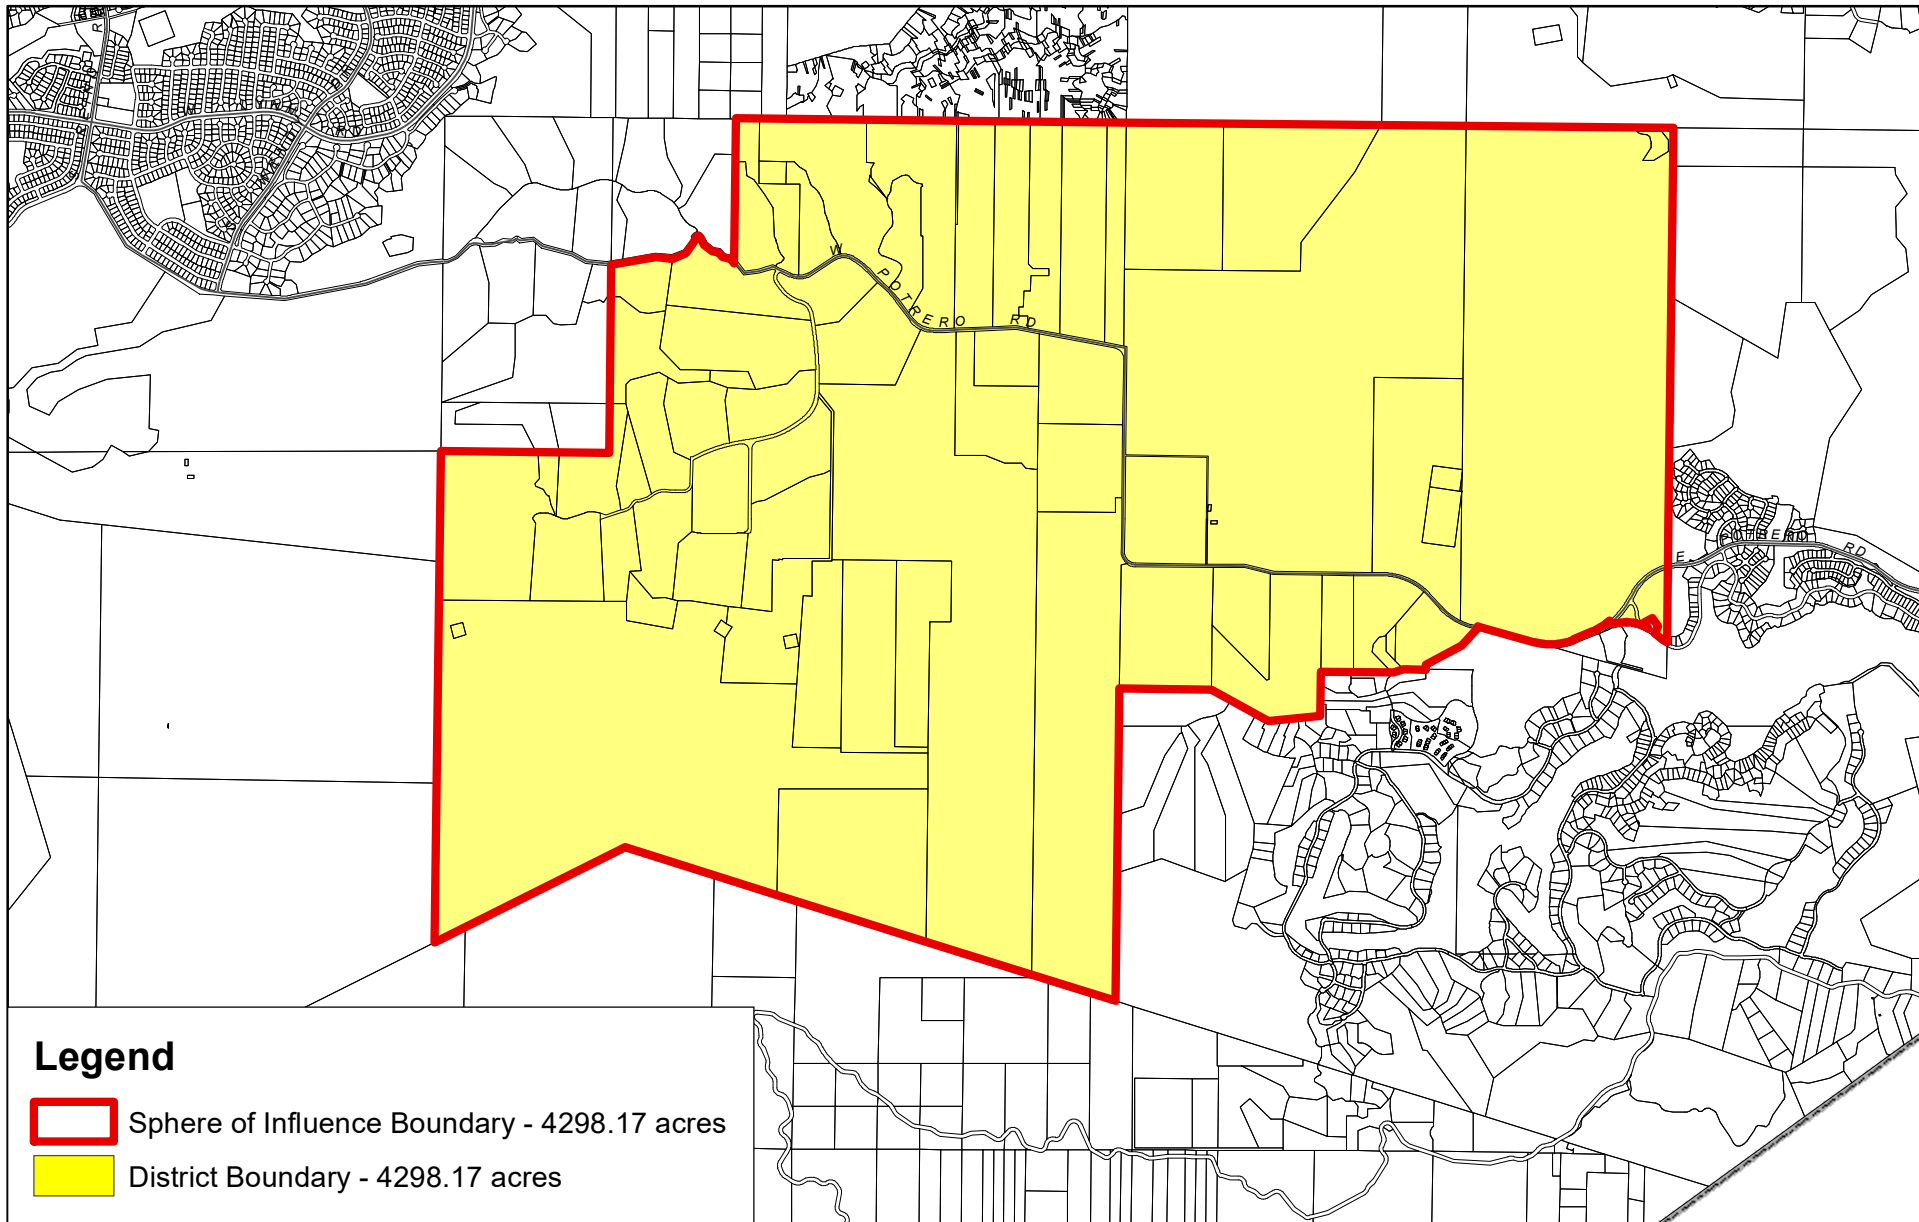 W POTRERO RD
E POTRERO RD
Legend
Sphere of Influence Boundary - 4298.17 acres
District Boundary - 4298.17 acres